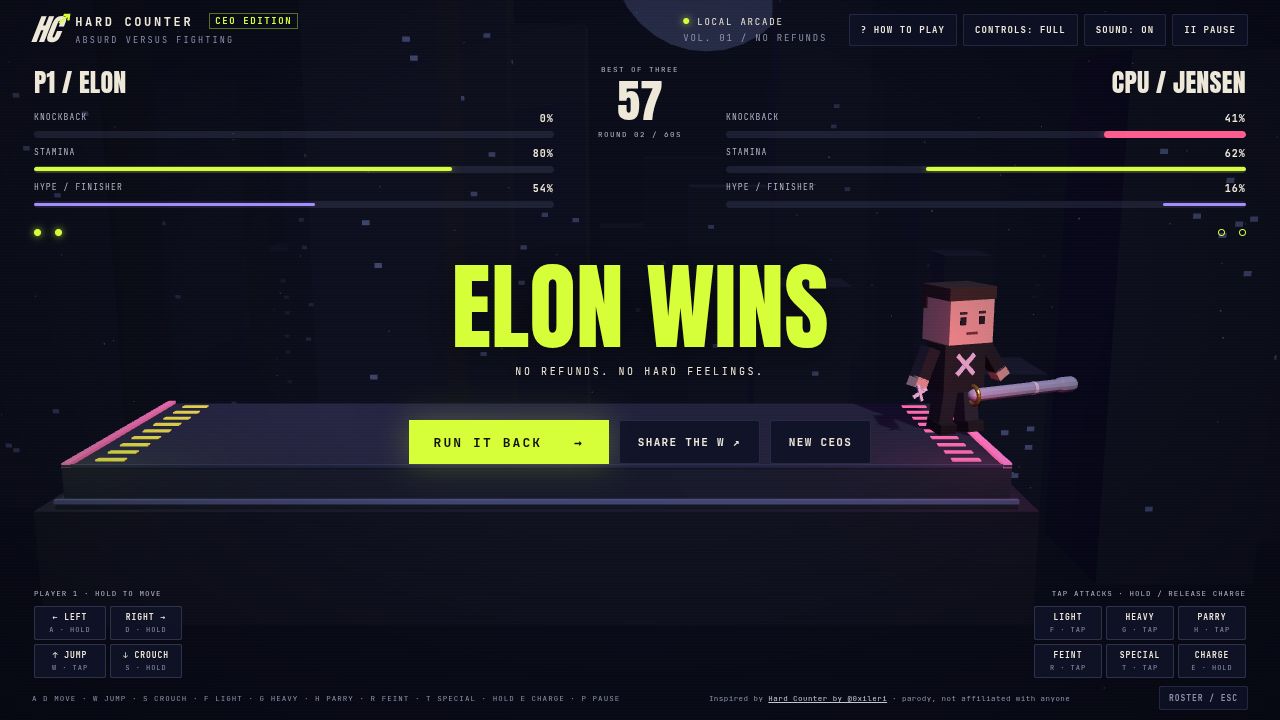 HC HARD COUNTER CEO EDITION
ABSURD VERSUS FIGHTING
LOCAL ARCADE
VOL. 01 / NO REFUNDS
? HOW TO PLAY
CONTROLS: FULL
SOUND: ON
II PAUSE
P1 / ELON
KNOCKBACK 0%
STAMINA 80%
HYPE / FINISHER 54%
BEST OF THREE
57
ROUND 02 / 60S
CPU / JENSEN
KNOCKBACK 41%
STAMINA 62%
HYPE / FINISHER 16%
ELON WINS
NO REFUNDS. NO HARD FEELINGS.
RUN IT BACK →
SHARE THE W ↗
NEW CEOS
PLAYER 1 · HOLD TO MOVE
← LEFT
A · HOLD
RIGHT →
D · HOLD
↑ JUMP
W · TAP
↓ CROUCH
S · HOLD
TAP ATTACKS · HOLD / RELEASE CHARGE
LIGHT
F · TAP
HEAVY
G · TAP
PARRY
H · TAP
FEINT
R · TAP
SPECIAL
T · TAP
CHARGE
E · HOLD
A D MOVE · W JUMP · S CROUCH · F LIGHT · G HEAVY · H PARRY · R FEINT · T SPECIAL · HOLD E CHARGE · P PAUSE
Inspired by Hard Counter by @0xileri · parody, not affiliated with anyone
ROSTER / ESC